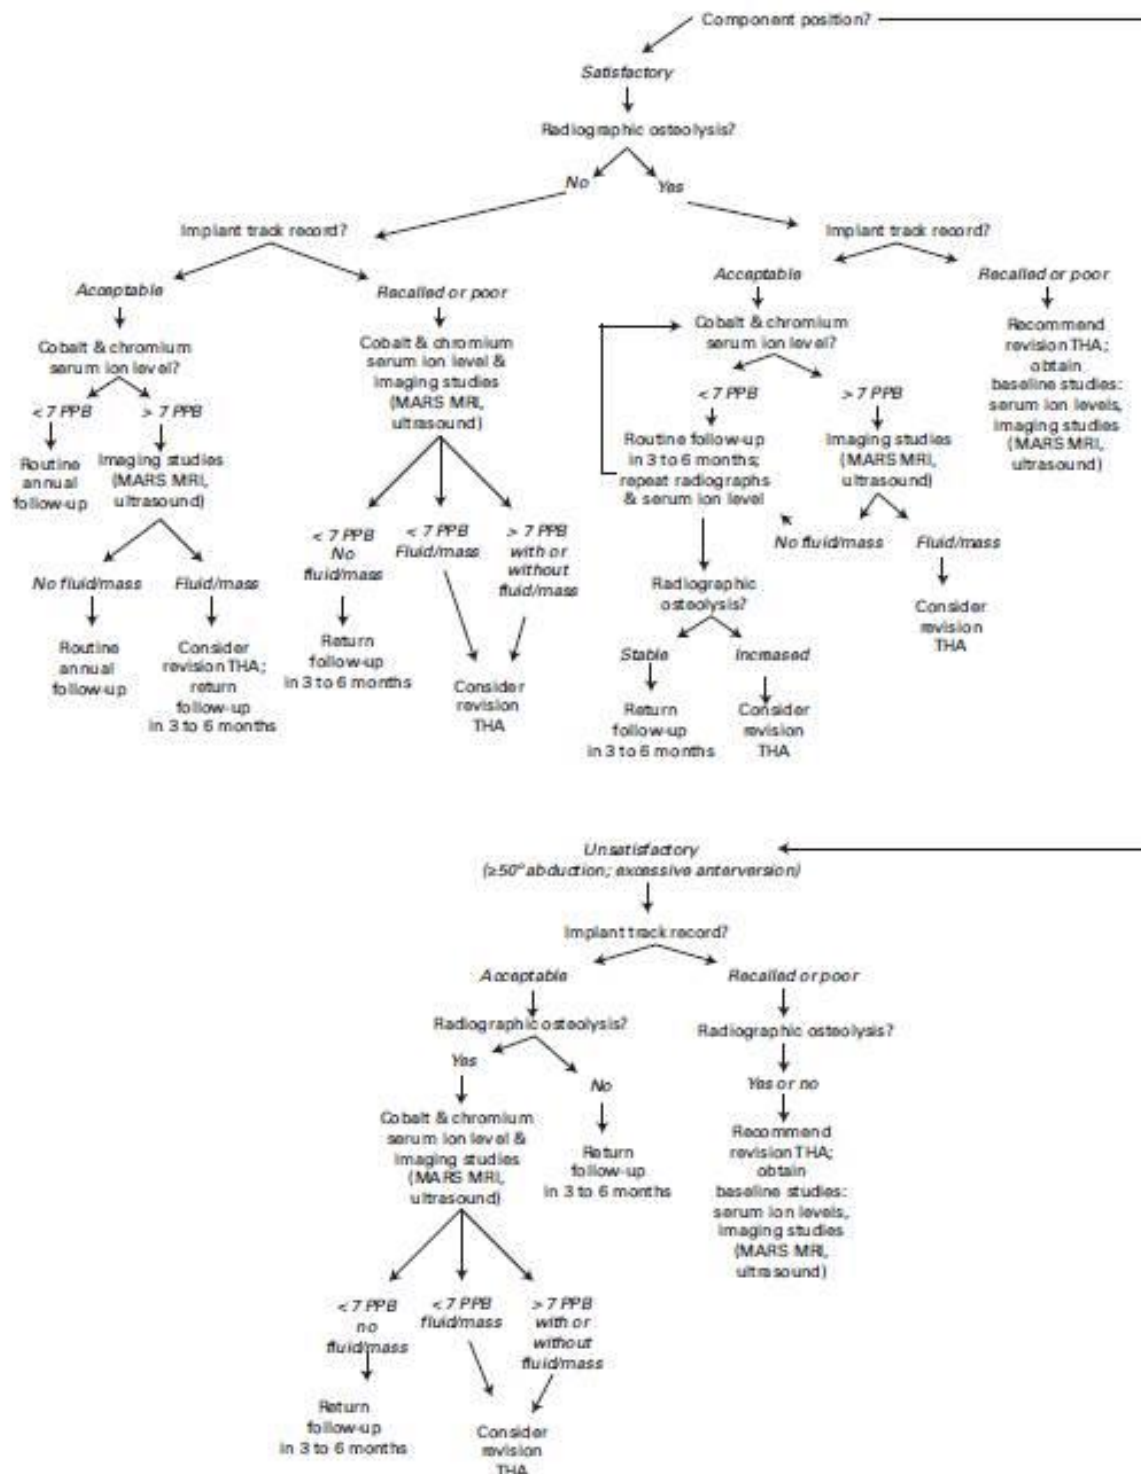 Component position?
Satisfactory
Radiographic osteolysis?
No
Yes
Implant track record?
Acceptable
Cobalt & chromium
serum ion level?
< 7 PPB
Routine
annual
follow-up
> 7 PPB
Imaging studies
(MARS MRI,
ultrasound)
No fluid/mass
Routine
annual
follow-up
Fluid/mass
Consider
revision THA;
return
follow-up
in 3 to 6 months
Recalled or poor
Cobalt & chromium
serum ion level &
imaging studies
(MARS MRI,
ultrasound)
< 7 PPB
No
fluid/mass
Return
follow-up
in 3 to 6 months
< 7 PPB
Fluid/mass
> 7 PPB
with or
without
fluid/mass
Consider
revision
THA
Implant track record?
Acceptable
Cobalt & chromium
serum ion level?
< 7 PPB
Routine follow-up
in 3 to 6 months;
repeat radiographs
& serum ion level
Radiographic
osteolysis?
Stable
Return
follow-up
in 3 to 6 months
Increased
Consider
revision
THA
> 7 PPB
Imaging studies
(MARS MRI,
ultrasound)
No fluid/mass
Fluid/mass
Consider
revision
THA
Recalled or poor
Recommend
revision THA;
obtain
baseline studies:
serum ion levels,
imaging studies
(MARS MRI,
ultrasound)
Unsatisfactory
(≥50° abduction; excessive anterversion)
Implant track record?
Acceptable
Radiographic osteolysis?
Yes
Cobalt & chromium
serum ion level &
imaging studies
(MARS MRI,
ultrasound)
< 7 PPB
no
fluid/mass
Return
follow-up
in 3 to 6 months
< 7 PPB
fluid/mass
> 7 PPB
with or
without
fluid/mass
Consider
revision
THA
No
Return
follow-up
in 3 to 6 months
Recalled or poor
Radiographic osteolysis?
Yes or no
Recommend
revision THA;
obtain
baseline studies:
serum ion levels,
imaging studies
(MARS MRI,
ultrasound)